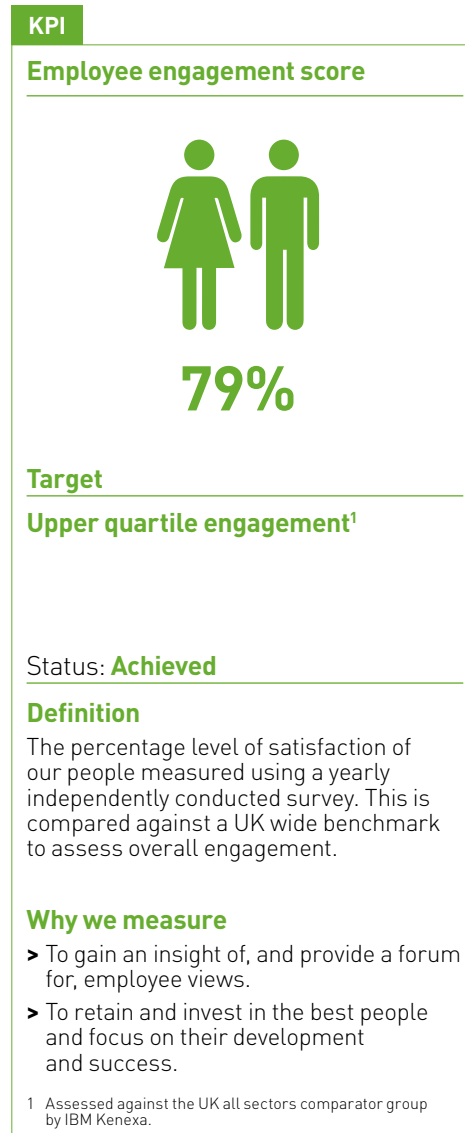 KPI
Employee engagement score
79%
Target
Upper quartile engagement1
Status: Achieved
Definition
The percentage level of satisfaction of
our people measured using a yearly
independently conducted survey. This is
compared against a UK wide benchmark
to assess overall engagement.
Why we measure
> To gain an insight of, and provide a forum
for, employee views.
> To retain and invest in the best people
and focus on their development
and success.
1 Assessed against the UK all sectors comparator group
by IBM Kenexa.